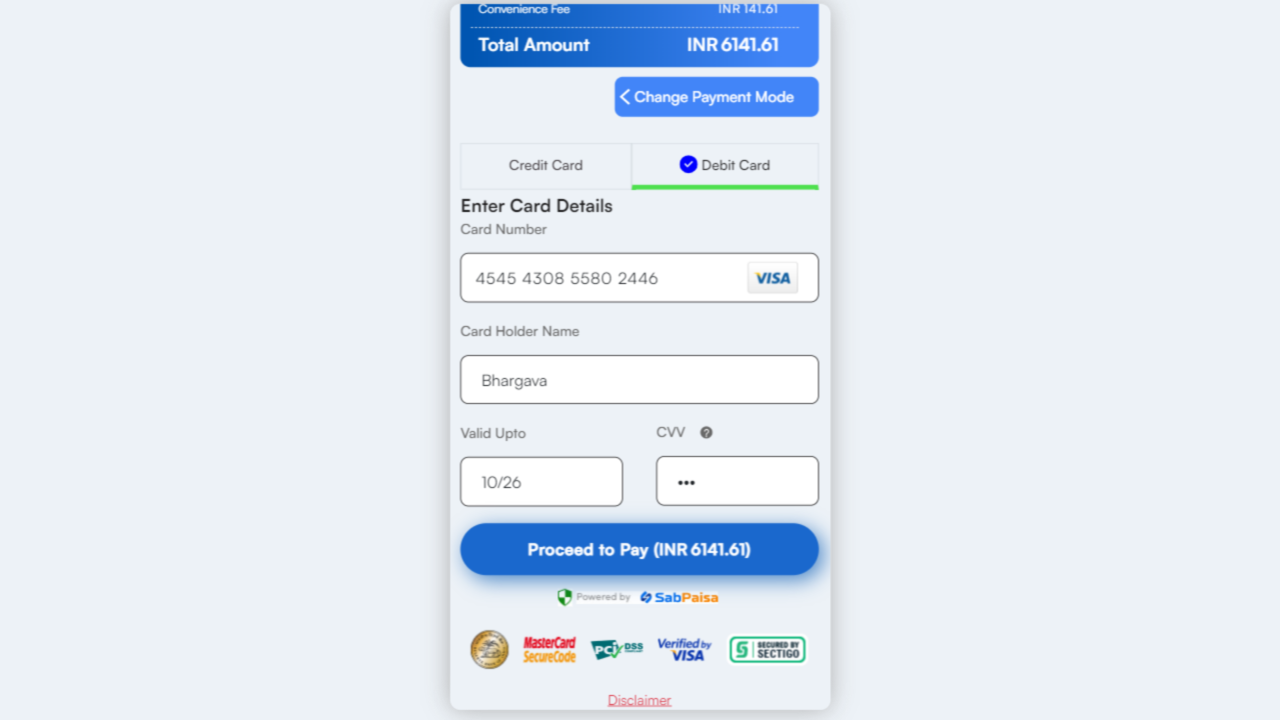 Convenience Fee INR 141.61
Total Amount INR 6141.61
Change Payment Mode
Credit Card Debit Card
Enter Card Details
Card Number
4545 4308 5580 2446 VISA
Card Holder Name
Bhargava
Valid Upto CVV
10/26 •••
Proceed to Pay (INR 6141.61)
Powered by SabPaisa
MasterCard SecureCode PCI DSS Verified by VISA SECURED BY SECTIGO
Disclaimer